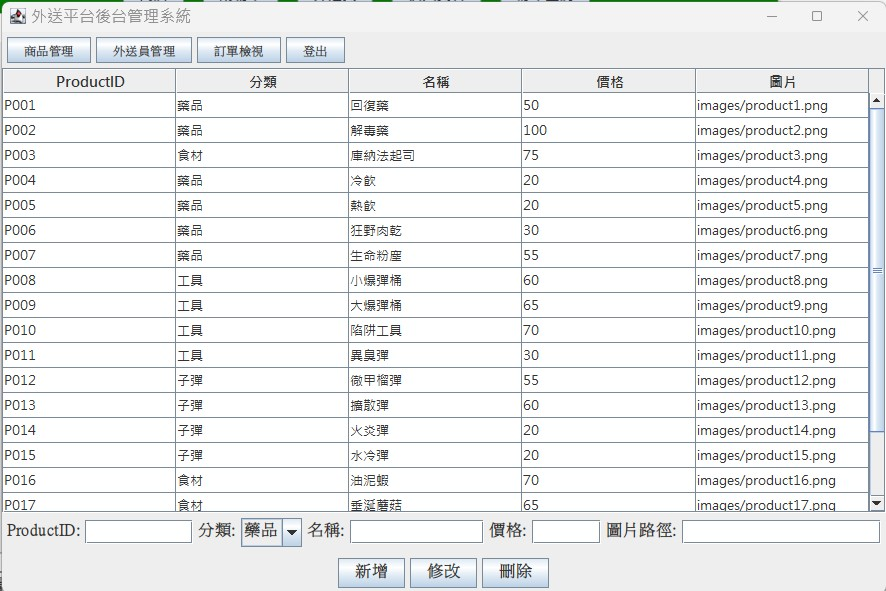 外送平台後台管理系統
商品管理 外送員管理 訂單檢視 登出
ProductID 分類 名稱 價格 圖片
P001 藥品 回復藥 50 images/product1.png
P002 藥品 解毒藥 100 images/product2.png
P003 食材 庫納法起司 75 images/product3.png
P004 藥品 冷飲 20 images/product4.png
P005 藥品 熱飲 20 images/product5.png
P006 藥品 狂野肉乾 30 images/product6.png
P007 藥品 生命粉塵 55 images/product7.png
P008 工具 小爆彈桶 60 images/product8.png
P009 工具 大爆彈桶 65 images/product9.png
P010 工具 陷阱工具 70 images/product10.png
P011 工具 異臭彈 30 images/product11.png
P012 子彈 徹甲榴彈 55 images/product12.png
P013 子彈 擴散彈 60 images/product13.png
P014 子彈 火炎彈 20 images/product14.png
P015 子彈 水冷彈 20 images/product15.png
P016 食材 油泥蝦 70 images/product16.png
P017 食材 垂涎蘑菇 65 images/product17.png
ProductID: 分類: 藥品 名稱: 價格: 圖片路徑:
新增 修改 刪除